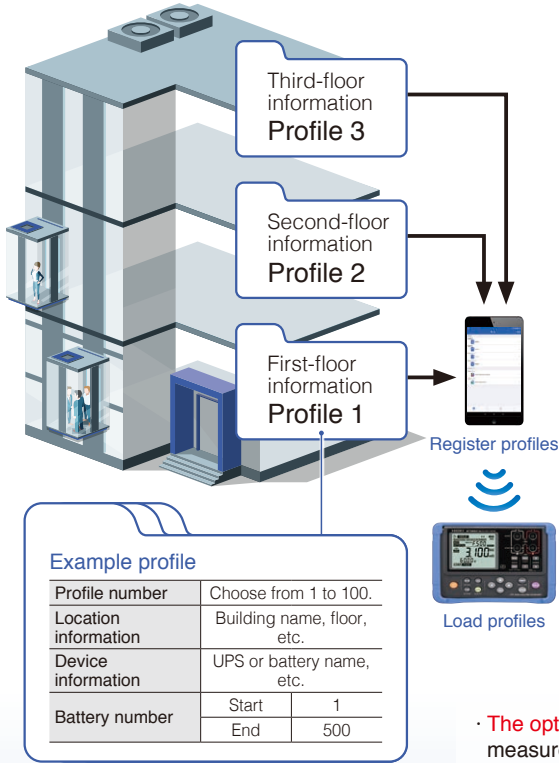 Third-floor
information
Profile 3
Second-floor
information
Profile 2
First-floor
information
Profile 1
Register profiles
Load profiles
Example profile
Profile number Choose from 1 to 100.
Location
information
Building name, floor,
etc.
Device
information
UPS or battery name,
etc.
Battery number
Start 1
End 500
· The opt
measure